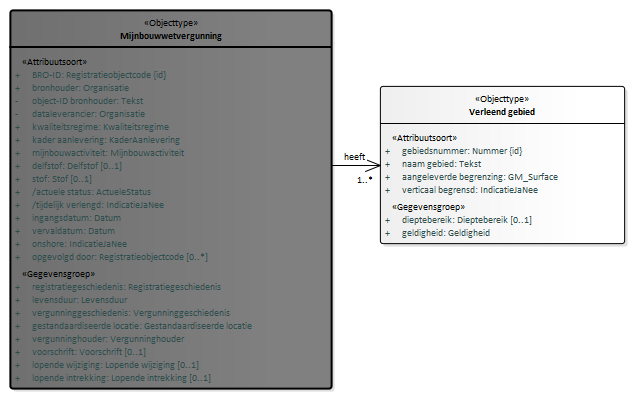 «Objecttype»
Mijnbouwwetvergunning
«Attribuutsoort»
+ BRO-ID: Registratieobjectcode {id}
+ bronhouder: Organisatie
- object-ID bronhouder: Tekst
- dataleverancier: Organisatie
+ kwaliteitsregime: Kwaliteitsregime
+ kader aanlevering: KaderAanlevering
+ mijnbouwactiviteit: Mijnbouwactiviteit
+ delfstof: Delfstof [0..1]
+ stof: Stof [0..1]
+ /actuele status: ActueleStatus
+ /tijdelijk verlengd: IndicatieJaNee
+ ingangsdatum: Datum
+ vervaldatum: Datum
+ onshore: IndicatieJaNee
+ opgevolgd door: Registratieobjectcode [0..*]
«Gegevensgroep»
+ registratiegeschiedenis: Registratiegeschiedenis
+ levensduur: Levensduur
+ vergunninggeschiedenis: Vergunninggeschiedenis
+ gestandaardiseerde locatie: Gestandaardiseerde locatie
+ vergunninghouder: Vergunninghouder
+ voorschrift: Voorschrift [0..1]
+ lopende wijziging: Lopende wijziging [0..1]
+ lopende intrekking: Lopende intrekking [0..1]
heeft
1..*
«Objecttype»
Verleend gebied
«Attribuutsoort»
+ gebiedsnummer: Nummer {id}
+ naam gebied: Tekst
+ aangeleverde begrenzing: GM_Surface
+ verticaal begrensd: IndicatieJaNee
«Gegevensgroep»
+ dieptebereik: Dieptebereik [0..1]
+ geldigheid: Geldigheid